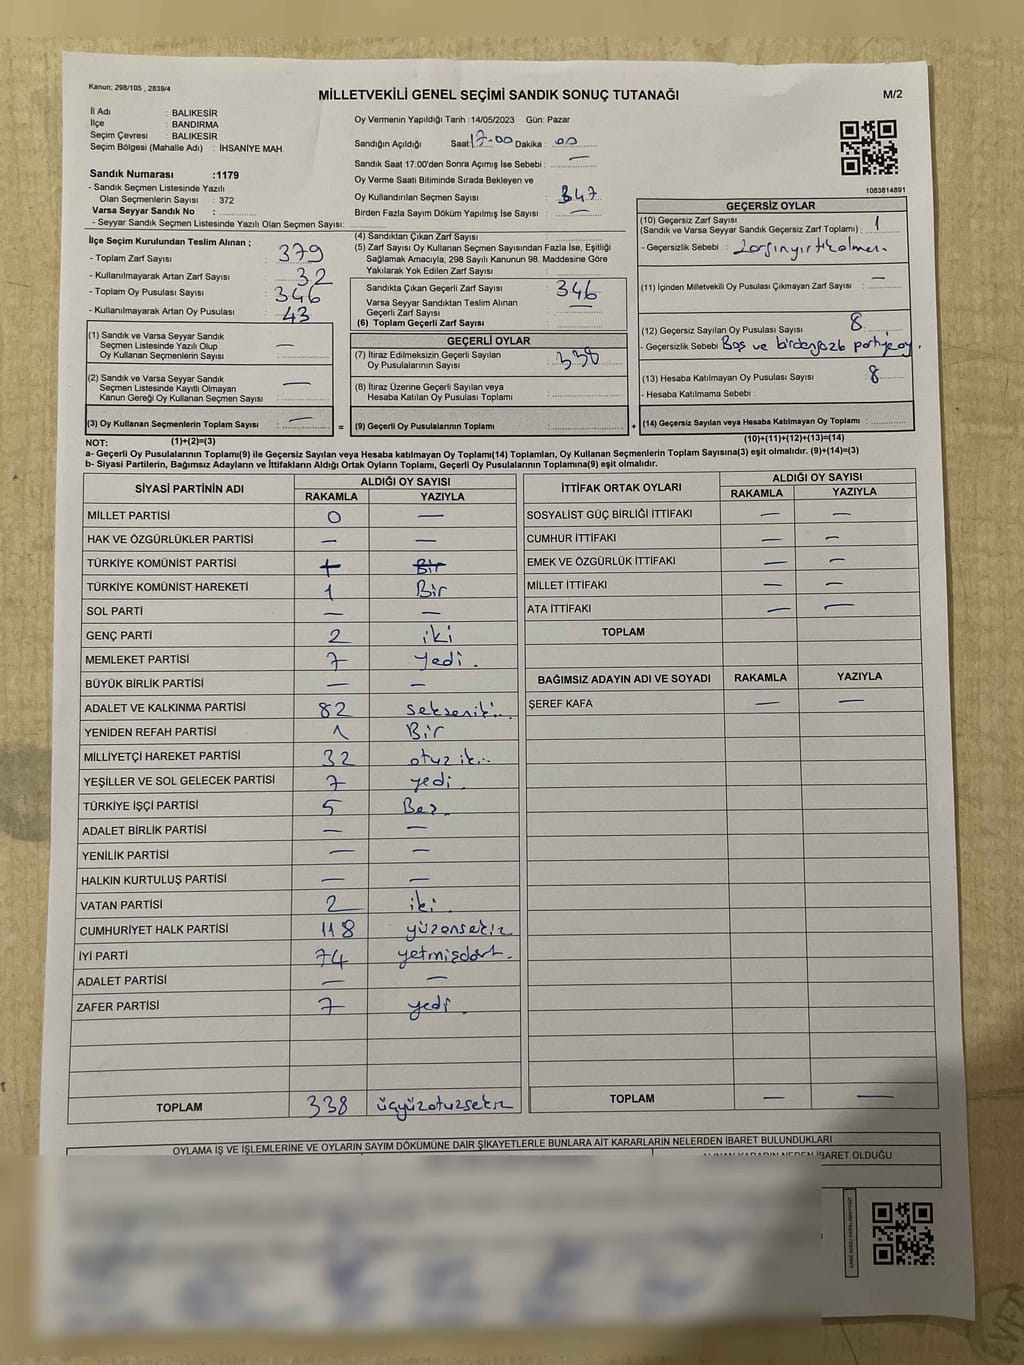 Kanun; 298/105 , 2839/4
MİLLETVEKİLİ GENEL SEÇİMİ SANDIK SONUÇ TUTANAĞI
M/2
İl Adı : BALIKESİR
İlçe : BANDIRMA
Seçim Çevresi : BALIKESİR
Seçim Bölgesi (Mahalle Adı) : İHSANİYE MAH.
Sandık Numarası :1179
- Sandık Seçmen Listesinde Yazılı
Olan Seçmenlerin Sayısı : 372
Varsa Seyyar Sandık No :
- Seyyar Sandık Seçmen Listesinde Yazılı Olan Seçmen Sayısı:
Oy Vermenin Yapıldığı Tarih :14/05/2023 Gün: Pazar
Sandığın Açıldığı Saat: 17-00 Dakika : 00
Sandık Saat 17:00'den Sonra Açımış İse Sebebi : —
Oy Verme Saati Bitiminde Sırada Bekleyen ve
Oy Kullandırılan Seçmen Sayısı : 347
Birden Fazla Sayım Döküm Yapılmış İse Sayısı : —
1083814891
İlçe Seçim Kurulundan Teslim Alınan ;
- Toplam Zarf Sayısı : 379
- Kullanılmayarak Artan Zarf Sayısı : 32
- Toplam Oy Pusulası Sayısı : 346
- Kullanılmayarak Artan Oy Pusulası : 43
(4) Sandıktan Çıkan Zarf Sayısı :
(5) Zarf Sayısı Oy Kullanan Seçmen Sayısından Fazla İse, Eşitliği
Sağlamak Amacıyla; 298 Sayılı Kanunun 98. Maddesine Göre
Yakılarak Yok Edilen Zarf Sayısı :
Sandıkla Çıkan Geçerli Zarf Sayısı : 346
Varsa Seyyar Sandıktan Teslim Alınan
Geçerli Zarf Sayısı : —
(6) Toplam Geçerli Zarf Sayısı :
GEÇERSİZ OYLAR
(10) Geçersiz Zarf Sayısı
(Sandık ve Varsa Seyyar Sandık Geçersiz Zarf Toplamı) : 1
- Geçersizlik Sebebi :
(11) İçinden Milletvekili Oy Pusulası Çıkmayan Zarf Sayısı : —
(12) Geçersiz Sayılan Oy Pusulası Sayısı : 8
- Geçersizlik Sebebi Boş ve birden fazla partiye oy.
(13) Hesaba Katılmayan Oy Pusulası Sayısı : 8
- Hesaba Katılmama Sebebi :
(1) Sandık ve Varsa Seyyar Sandık
Seçmen Listesinde Yazılı Olup
Oy Kullanan Seçmenlerin Sayısı : —
(2) Sandık ve Varsa Seyyar Sandık
Seçmen Listesinde Kayıtlı Olmayan
Kanun Gereği Oy Kullanan Seçmen Sayısı : —
GEÇERLİ OYLAR
(7) İtiraz Edilmeksizin Geçerli Sayılan
Oy Pusulalarının Sayısı : 338
(8) İtiraz Üzerine Geçerli Sayılan veya
Hesaba Katılan Oy Pusulası Toplamı :
(3) Oy Kullanan Seçmenlerin Toplam Sayısı : — = (9) Geçerli Oy Pusulalarının Toplamı : + (14) Geçersiz Sayılan veya Hesaba Katılmayan Oy Toplamı :
NOT: (1)+(2)=(3) (10)+(11)+(12)+(13)=(14)
a- Geçerli Oy Pusulalarının Toplamı(9) ile Geçersiz Sayılan veya Hesaba katılmayan Oy Toplamı(14) Toplamları, Oy Kullanan Seçmenlerin Toplam Sayısına(3) eşit olmalıdır. (9)+(14)=(3)
b- Siyasi Partilerin, Bağımsız Adayların ve İttifakların Aldığı Ortak Oyların Toplamı, Geçerli Oy Pusulalarının Toplamına(9) eşit olmalıdır.
SİYASİ PARTİNİN ADI ALDIĞI OY SAYISI
RAKAMLA YAZIYLA
MİLLET PARTİSİ 0 —
HAK VE ÖZGÜRLÜKLER PARTİSİ — —
TÜRKİYE KOMÜNİST PARTİSİ 1 Bir
TÜRKİYE KOMÜNİST HAREKETİ 1 Bir
SOL PARTİ — —
GENÇ PARTİ 2 iki
MEMLEKET PARTİSİ 7 yedi.
BÜYÜK BİRLİK PARTİSİ — —
ADALET VE KALKINMA PARTİSİ 82 sekseniki..
YENİDEN REFAH PARTİSİ 1 Bir
MİLLİYETÇİ HAREKET PARTİSİ 32 otuz iki..
YEŞİLLER VE SOL GELECEK PARTİSİ 7 yedi.
TÜRKİYE İŞÇİ PARTİSİ 5 Beş.
ADALET BİRLİK PARTİSİ — —
YENİLİK PARTİSİ — —
HALKIN KURTULUŞ PARTİSİ — —
VATAN PARTİSİ 2 iki.
CUMHURİYET HALK PARTİSİ 118 yüzonsekiz
İYİ PARTİ 74 yetmişdört.
ADALET PARTİSİ — —
ZAFER PARTİSİ 7 yedi.
TOPLAM 338 üçyüzotuzsekiz
İTTİFAK ORTAK OYLARI ALDIĞI OY SAYISI
RAKAMLA YAZIYLA
SOSYALİST GÜÇ BİRLİĞİ İTTİFAKI — —
CUMHUR İTTİFAKI — —
EMEK VE ÖZGÜRLÜK İTTİFAKI — —
MİLLET İTTİFAKI — —
ATA İTTİFAKI — —
TOPLAM
BAĞIMSIZ ADAYIN ADI VE SOYADI RAKAMLA YAZIYLA
ŞEREF KAFA — —
TOPLAM — —
OYLAMA İŞ VE İŞLEMLERİNE VE OYLARIN SAYIM DÖKÜMÜNE DAİR ŞİKAYETLERLE BUNLARA AİT KARARLARIN NELERDEN İBARET BULUNDUKLARI
İBARET OLDUĞU